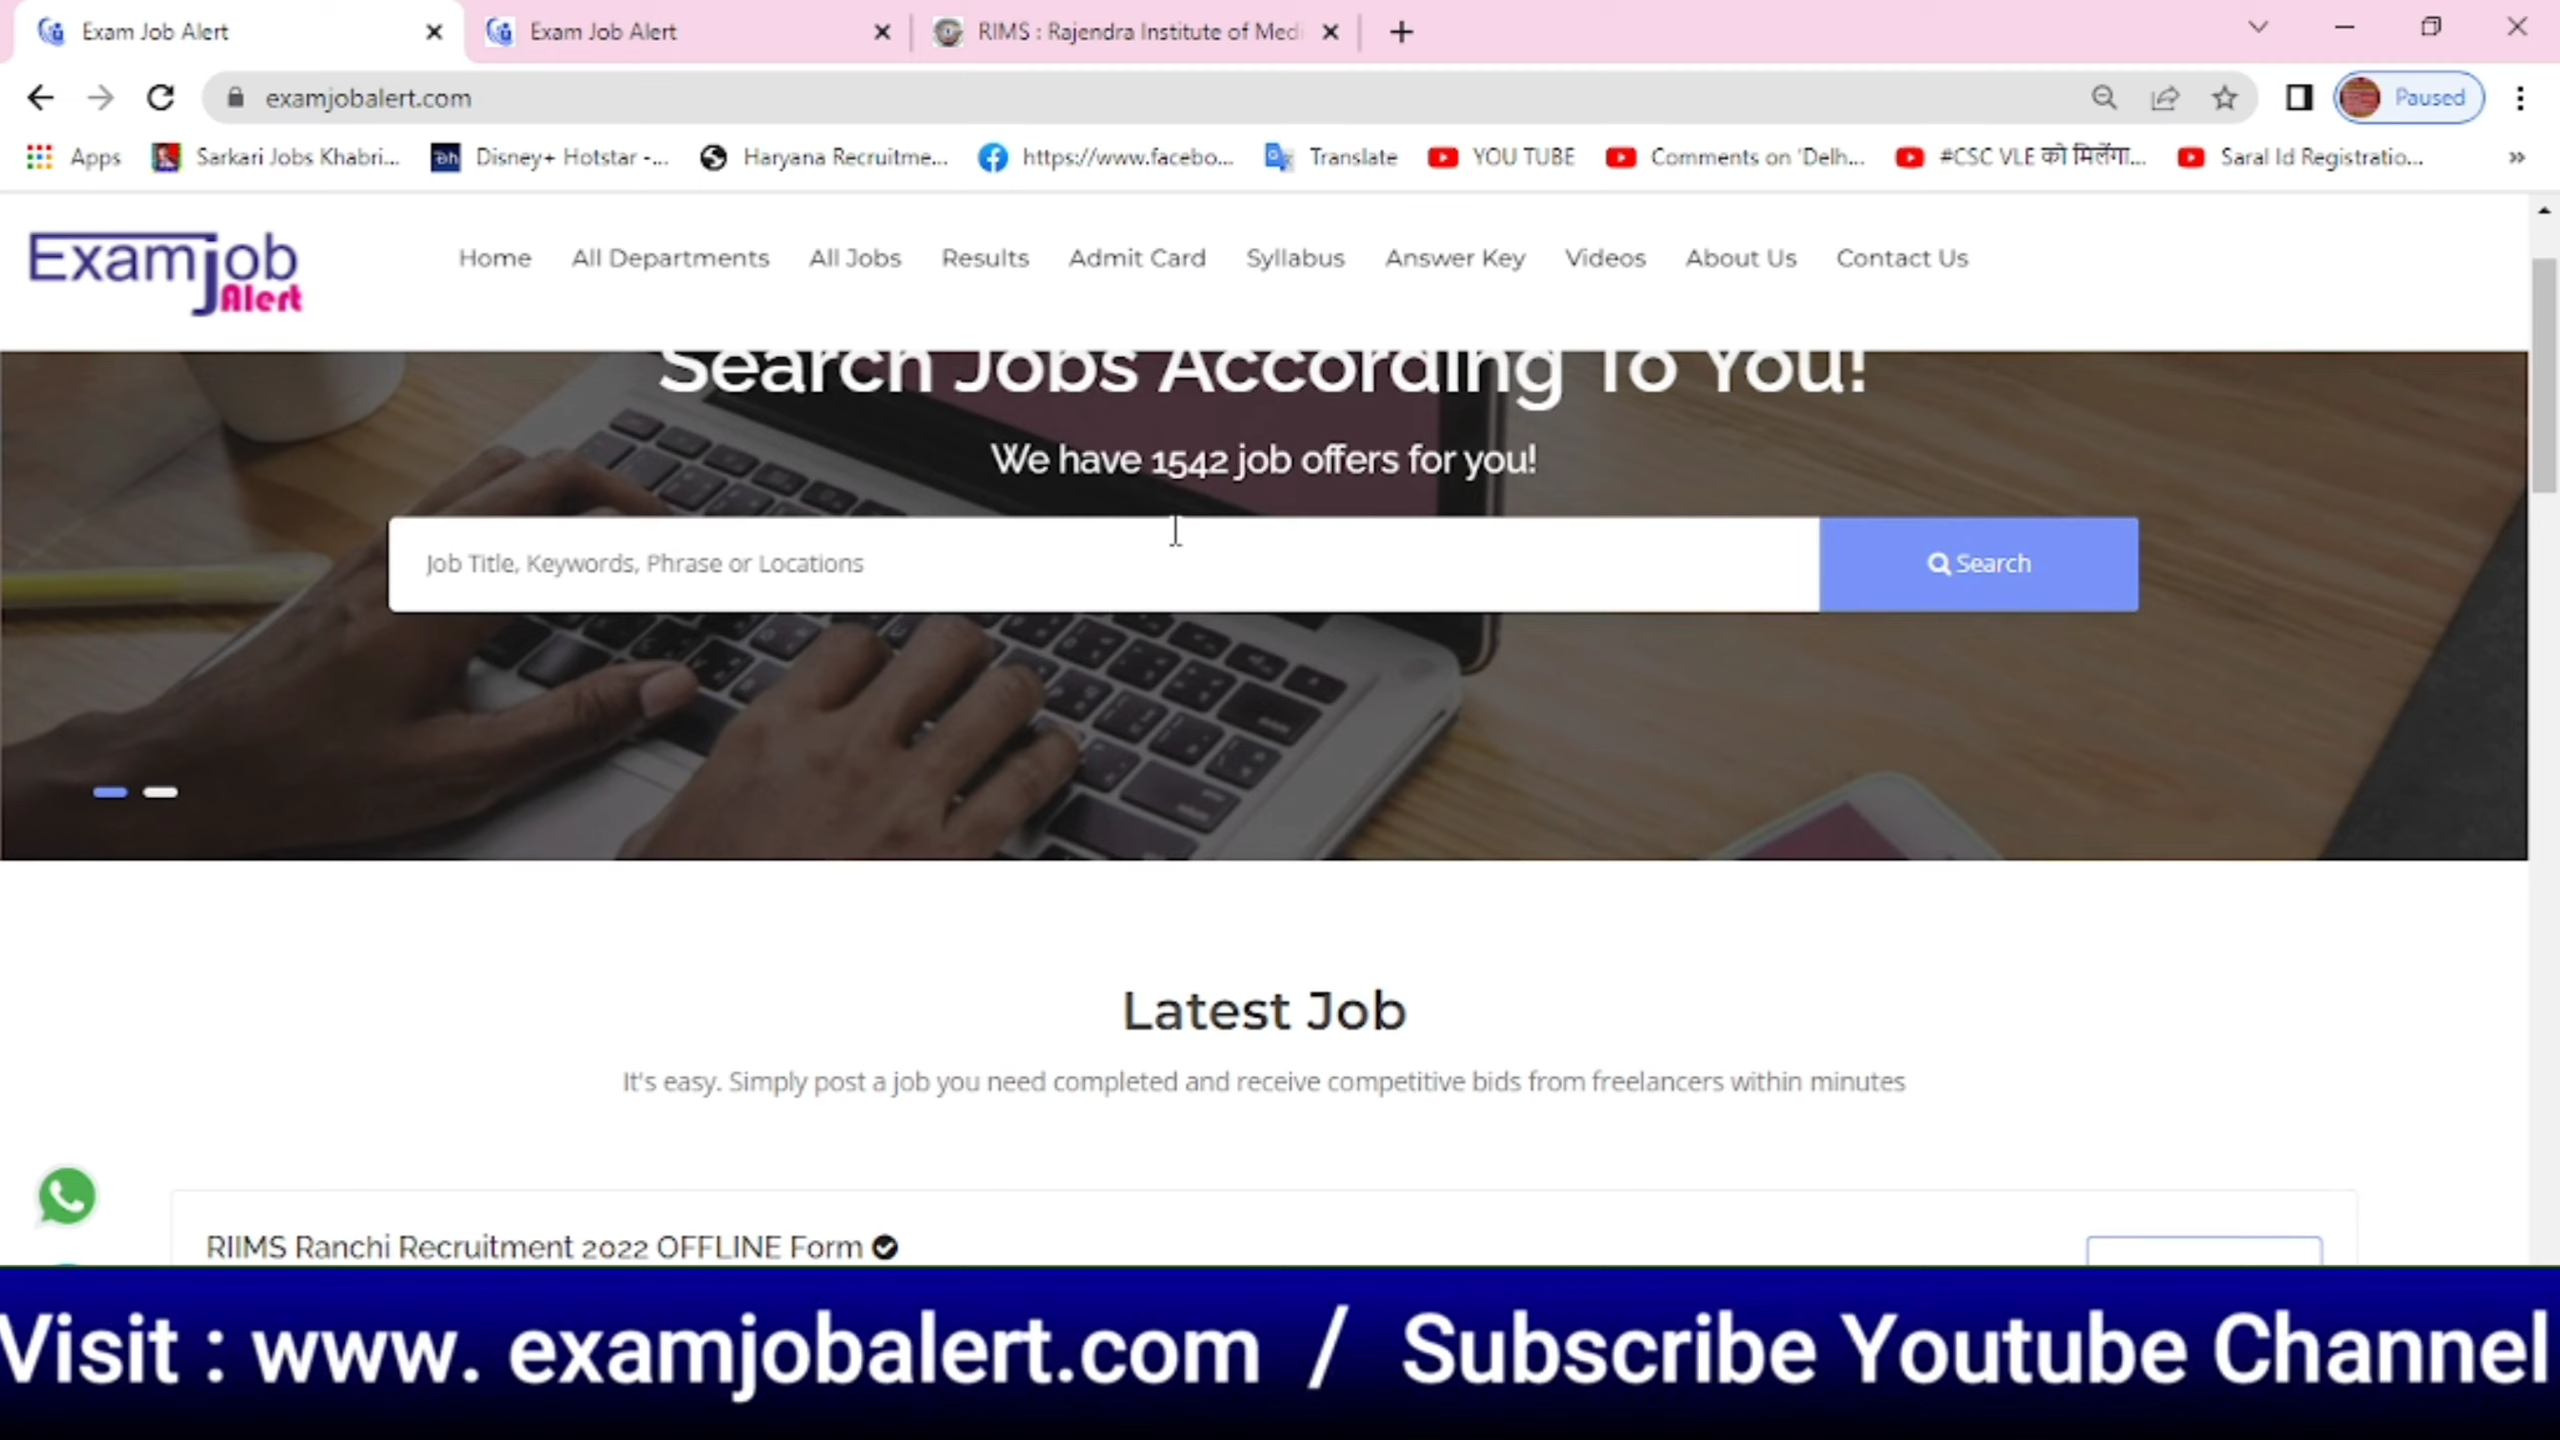 Exam Job Alert
Exam Job Alert
RIMS : Rajendra Institute of Medi
examjobalert.com
Paused
Apps
Sarkari Jobs Khabri...
Disney+ Hotstar -...
Haryana Recruitme...
https://www.facebo...
Translate
YOU TUBE
Comments on 'Delh...
#CSC VLE को मिलेंगा...
Saral Id Registratio...
Examjob Alert
Home
All Departments
All Jobs
Results
Admit Card
Syllabus
Answer Key
Videos
About Us
Contact Us
Search Jobs According To You!
We have 1542 job offers for you!
Job Title, Keywords, Phrase or Locations
Search
Latest Job
It's easy. Simply post a job you need completed and receive competitive bids from freelancers within minutes
RIIMS Ranchi Recruitment 2022 OFFLINE Form
Visit : www. examjobalert.com / Subscribe Youtube Channel